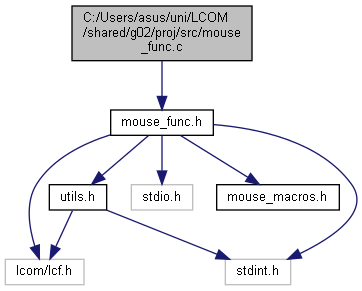 C:/Users/asus/uni/LCOM
/shared/g02/proj/src/mouse
_func.c
mouse_func.h
utils.h
stdio.h
mouse_macros.h
lcom/lcf.h
stdint.h